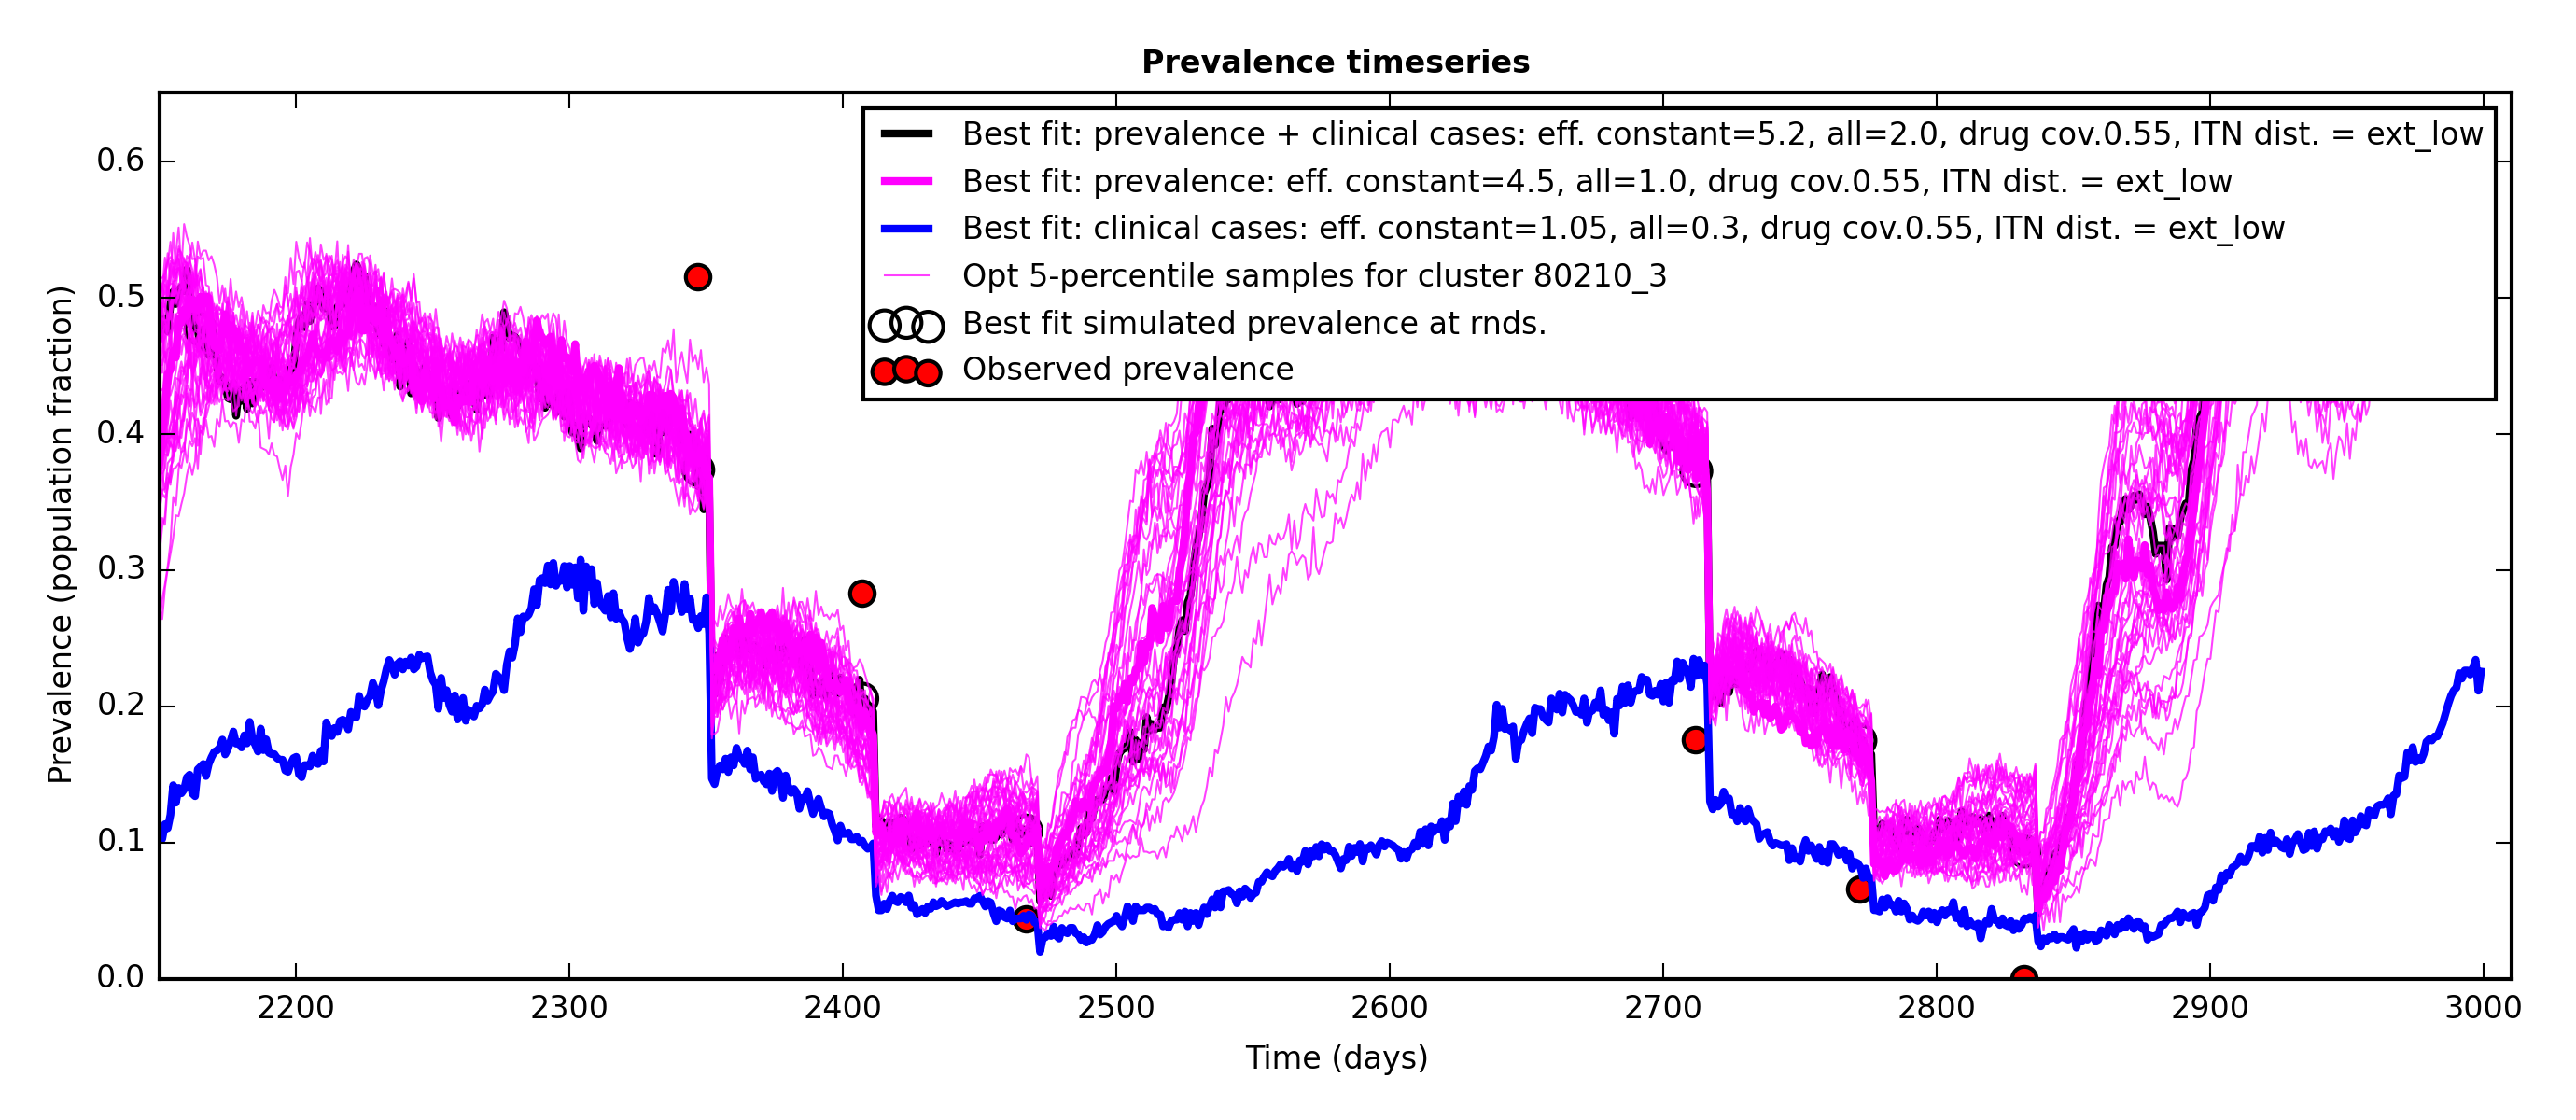 Prevalence timeseries
Best fit: prevalence + clinical cases: eff. constant=5.2, all=2.0, drug cov.0.55, ITN dist. = ext_low
Best fit: prevalence: eff. constant=4.5, all=1.0, drug cov.0.55, ITN dist. = ext_low
Best fit: clinical cases: eff. constant=1.05, all=0.3, drug cov.0.55, ITN dist. = ext_low
Opt 5-percentile samples for cluster 80210_3
Best fit simulated prevalence at rnds.
Observed prevalence
Prevalence (population fraction)
0.6
0.5
0.4
0.3
0.2
0.1
0.0
2200 2300 2400 2500 2600 2700 2800 2900 3000
Time (days)